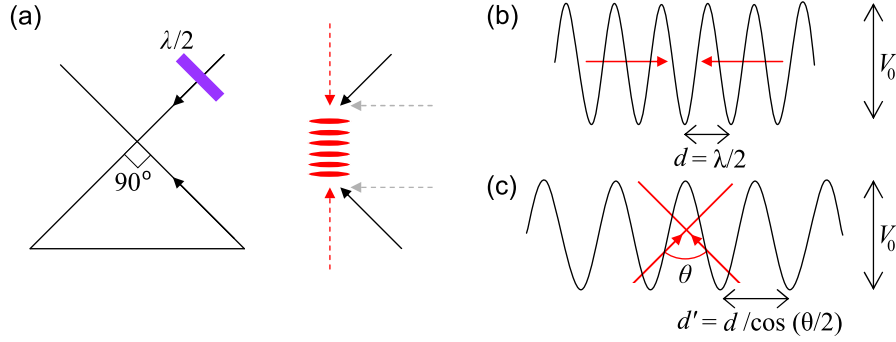 (a)
λ/2
90°
(b)
V₀
d = λ/2
(c)
V₀
θ
d′ = d /cos (θ/2)